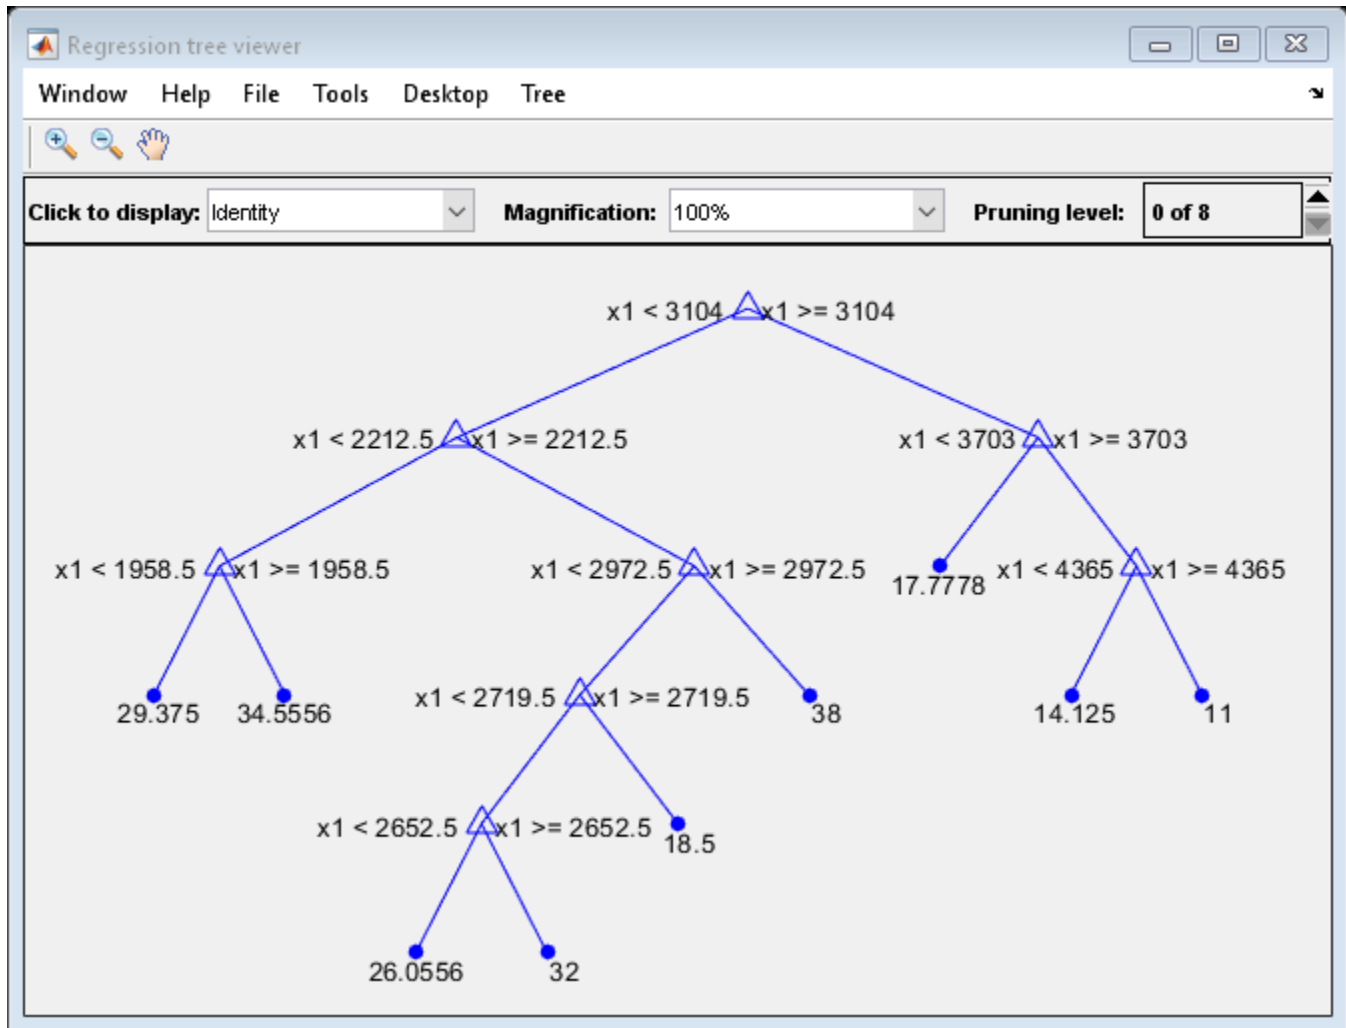 Regression tree viewer
Window Help File Tools Desktop Tree
Click to display: Identity Magnification: 100% Pruning level: 0 of 8
x1 < 3104 x1 >= 3104
x1 < 2212.5 x1 >= 2212.5 x1 < 3703 x1 >= 3703
x1 < 1958.5 x1 >= 1958.5 x1 < 2972.5 x1 >= 2972.5 17.7778 x1 < 4365 x1 >= 4365
29.375 34.5556 x1 < 2719.5 x1 >= 2719.5 38 14.125 11
x1 < 2652.5 x1 >= 2652.5 18.5
26.0556 32